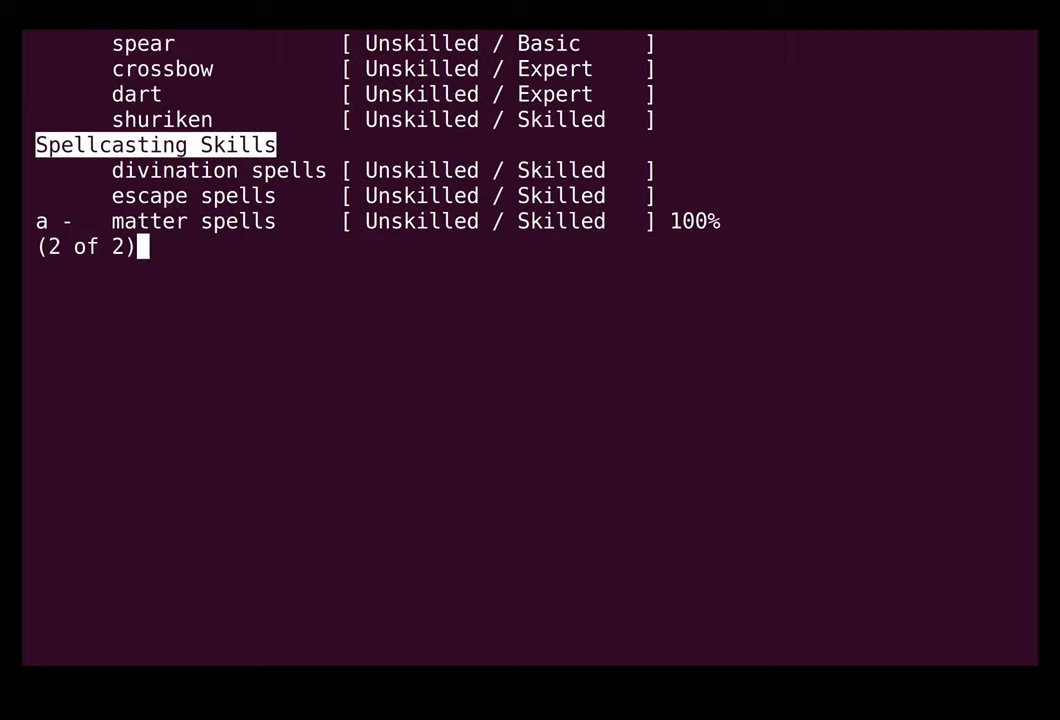 spear [ Unskilled / Basic ]
crossbow [ Unskilled / Expert ]
dart [ Unskilled / Expert ]
shuriken [ Unskilled / Skilled ]
Spellcasting Skills
divination spells [ Unskilled / Skilled ]
escape spells [ Unskilled / Skilled ]
a - matter spells [ Unskilled / Skilled ] 100%
(2 of 2)